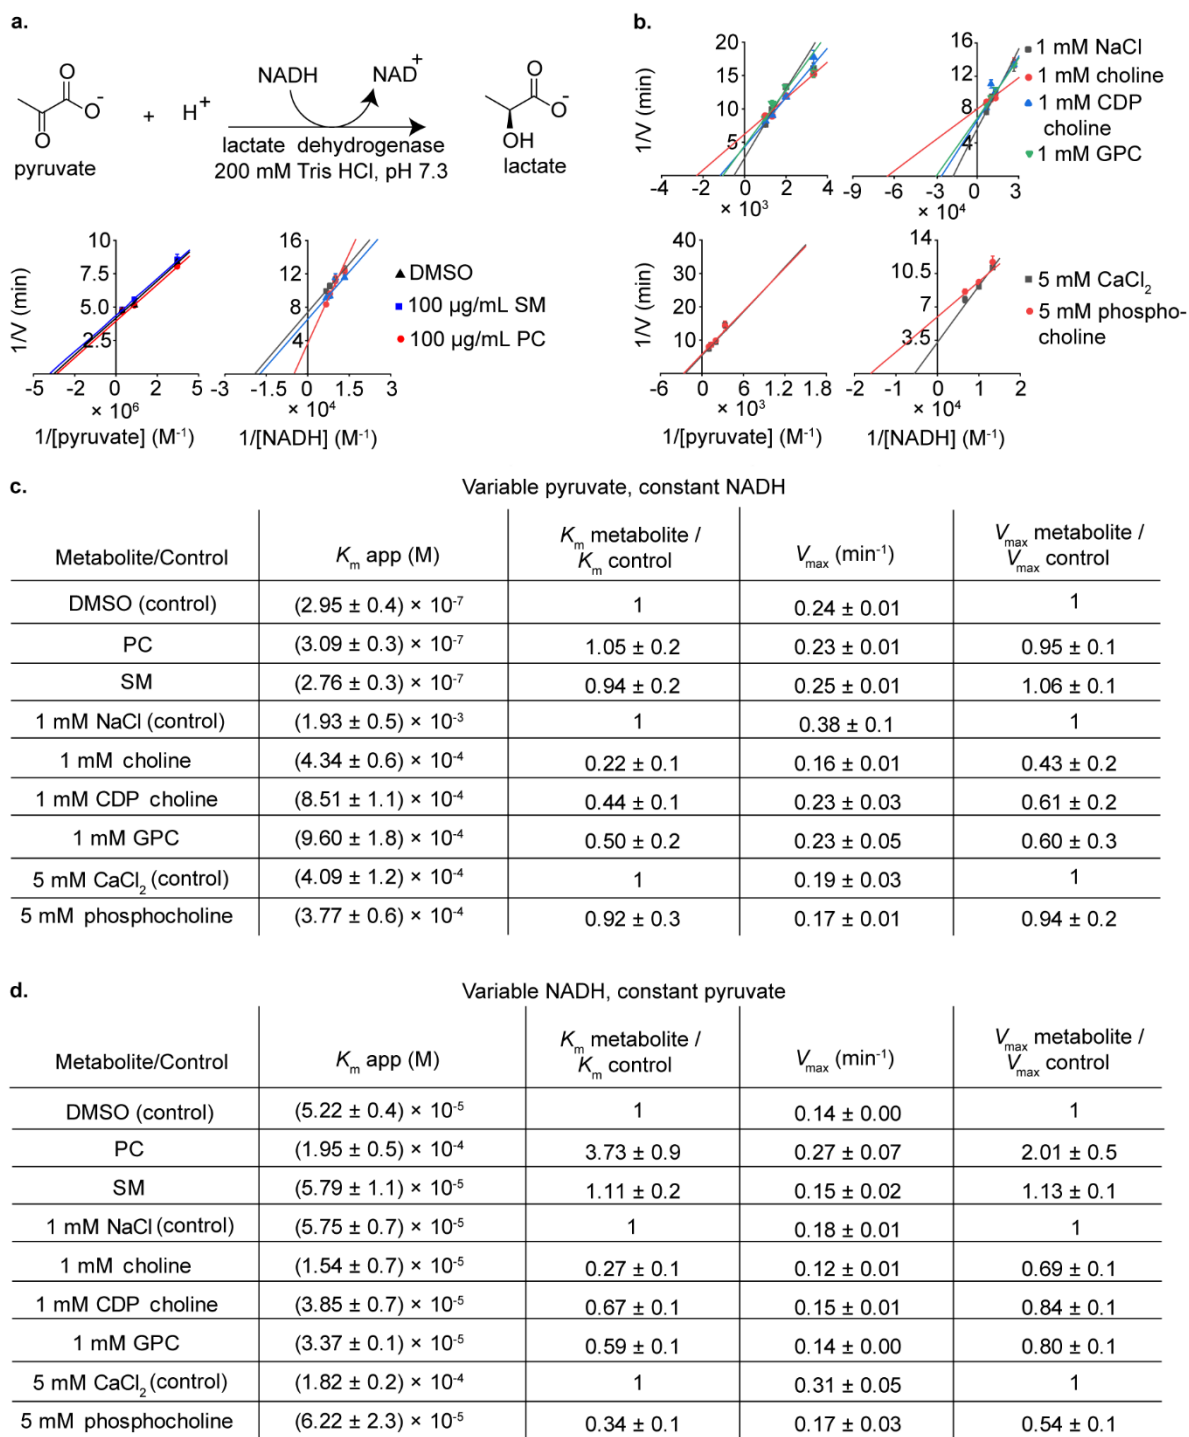 a.
b.
O
O⁻
O
pyruvate
+ H⁺
NADH NAD⁺
lactate dehydrogenase
200 mM Tris HCl, pH 7.3
O
O⁻
OH
lactate
1/V (min)
20
15
10
5
-4 -2 0 2 4
× 10³
16
12
8
4
-9 -6 -3 0 3
× 10⁴
1 mM NaCl
1 mM choline
1 mM CDP
choline
1 mM GPC
1/V (min)
10
7.5
5.0
2.5
-5 -2 0 2 5
× 10⁶
1/[pyruvate] (M⁻¹)
16
12
8
4
-3 -1.5 0 1.5 3
× 10⁴
1/[NADH] (M⁻¹)
DMSO
100 µg/mL SM
100 µg/mL PC
1/V (min)
40
30
20
10
-6 0 6 1.2 1.8
× 10³
1/[pyruvate] (M⁻¹)
14
10.5
7
3.5
-2 -1 0 1 2
× 10⁴
1/[NADH] (M⁻¹)
5 mM CaCl₂
5 mM phospho-
choline
c.
Variable pyruvate, constant NADH
Metabolite/Control Kₘ app (M) Kₘ metabolite / Kₘ control Vₘₐₓ (min⁻¹) Vₘₐₓ metabolite / Vₘₐₓ control
DMSO (control) (2.95 ± 0.4) × 10⁻⁷ 1 0.24 ± 0.01 1
PC (3.09 ± 0.3) × 10⁻⁷ 1.05 ± 0.2 0.23 ± 0.01 0.95 ± 0.1
SM (2.76 ± 0.3) × 10⁻⁷ 0.94 ± 0.2 0.25 ± 0.01 1.06 ± 0.1
1 mM NaCl (control) (1.93 ± 0.5) × 10⁻³ 1 0.38 ± 0.1 1
1 mM choline (4.34 ± 0.6) × 10⁻⁴ 0.22 ± 0.1 0.16 ± 0.01 0.43 ± 0.2
1 mM CDP choline (8.51 ± 1.1) × 10⁻⁴ 0.44 ± 0.1 0.23 ± 0.03 0.61 ± 0.2
1 mM GPC (9.60 ± 1.8) × 10⁻⁴ 0.50 ± 0.2 0.23 ± 0.05 0.60 ± 0.3
5 mM CaCl₂ (control) (4.09 ± 1.2) × 10⁻⁴ 1 0.19 ± 0.03 1
5 mM phosphocholine (3.77 ± 0.6) × 10⁻⁴ 0.92 ± 0.3 0.17 ± 0.01 0.94 ± 0.2
d.
Variable NADH, constant pyruvate
Metabolite/Control Kₘ app (M) Kₘ metabolite / Kₘ control Vₘₐₓ (min⁻¹) Vₘₐₓ metabolite / Vₘₐₓ control
DMSO (control) (5.22 ± 0.4) × 10⁻⁵ 1 0.14 ± 0.00 1
PC (1.95 ± 0.5) × 10⁻⁴ 3.73 ± 0.9 0.27 ± 0.07 2.01 ± 0.5
SM (5.79 ± 1.1) × 10⁻⁵ 1.11 ± 0.2 0.15 ± 0.02 1.13 ± 0.1
1 mM NaCl (control) (5.75 ± 0.7) × 10⁻⁵ 1 0.18 ± 0.01 1
1 mM choline (1.54 ± 0.7) × 10⁻⁵ 0.27 ± 0.1 0.12 ± 0.01 0.69 ± 0.1
1 mM CDP choline (3.85 ± 0.7) × 10⁻⁵ 0.67 ± 0.1 0.15 ± 0.01 0.84 ± 0.1
1 mM GPC (3.37 ± 0.1) × 10⁻⁵ 0.59 ± 0.1 0.14 ± 0.00 0.80 ± 0.1
5 mM CaCl₂ (control) (1.82 ± 0.2) × 10⁻⁴ 1 0.31 ± 0.05 1
5 mM phosphocholine (6.22 ± 2.3) × 10⁻⁵ 0.34 ± 0.1 0.17 ± 0.03 0.54 ± 0.1